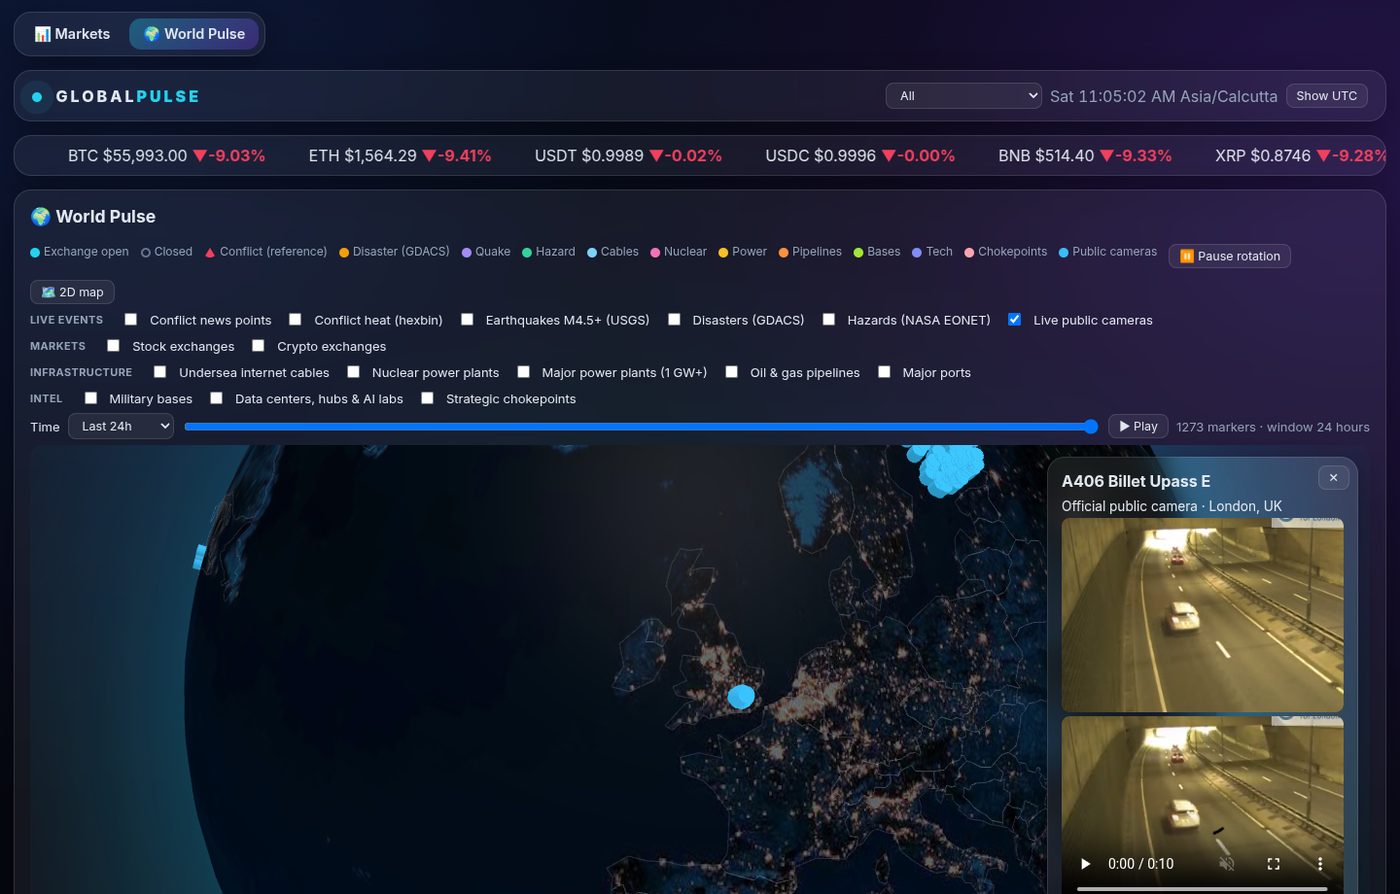 📊 Markets 🌍 World Pulse
GLOBALPULSE All Sat 11:05:02 AM Asia/Calcutta Show UTC
BTC $55,993.00 ▼-9.03% ETH $1,564.29 ▼-9.41% USDT $0.9989 ▼-0.02% USDC $0.9996 ▼-0.00% BNB $514.40 ▼-9.33% XRP $0.8746 ▼-9.28%
🌍 World Pulse
Exchange open Closed Conflict (reference) Disaster (GDACS) Quake Hazard Cables Nuclear Power Pipelines Bases Tech Chokepoints Public cameras ⏸️ Pause rotation
🗺️ 2D map
LIVE EVENTS Conflict news points Conflict heat (hexbin) Earthquakes M4.5+ (USGS) Disasters (GDACS) Hazards (NASA EONET) Live public cameras
MARKETS Stock exchanges Crypto exchanges
INFRASTRUCTURE Undersea internet cables Nuclear power plants Major power plants (1 GW+) Oil & gas pipelines Major ports
INTEL Military bases Data centers, hubs & AI labs Strategic chokepoints
Time Last 24h ▶ Play 1273 markers · window 24 hours
A406 Billet Upass E ×
Official public camera · London, UK
0:00 / 0:10